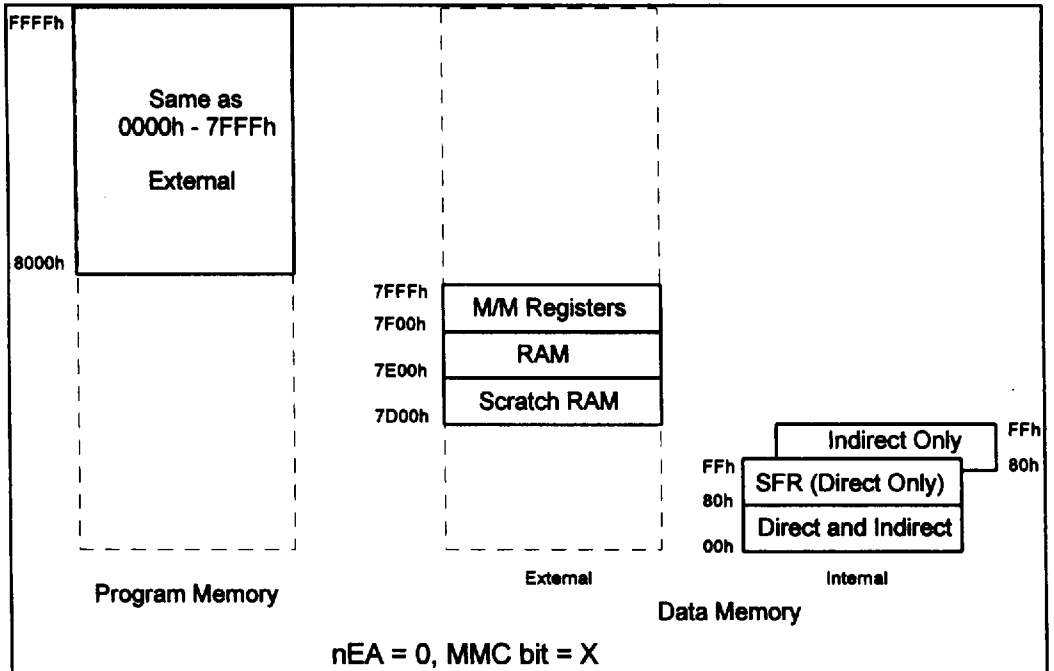 FFFFh
Same as
0000h - 7FFFh
External
8000h
7FFFh
M/M Registers
7F00h
RAM
7E00h
Scratch RAM
7D00h
Indirect Only
FFh
80h
FFh
SFR (Direct Only)
80h
Direct and Indirect
00h
External
Internal
Program Memory
Data Memory
nEA = 0, MMC bit = X